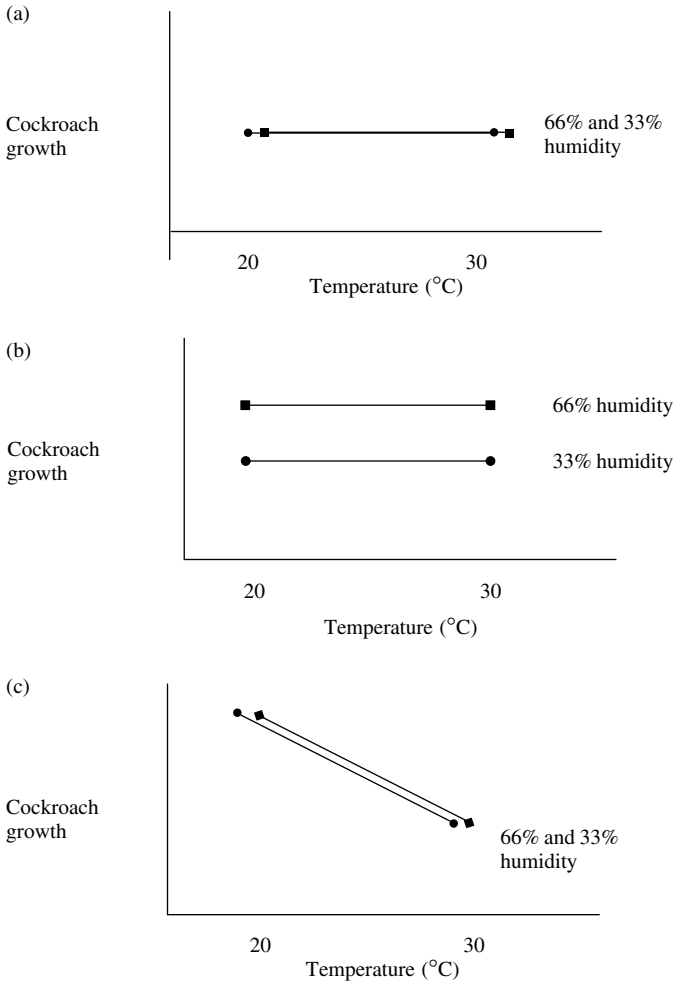 (a)
Cockroach
growth
66% and 33%
humidity
20 30
Temperature (°C)
(b)
Cockroach
growth
66% humidity
33% humidity
20 30
Temperature (°C)
(c)
Cockroach
growth
66% and 33%
humidity
20 30
Temperature (°C)